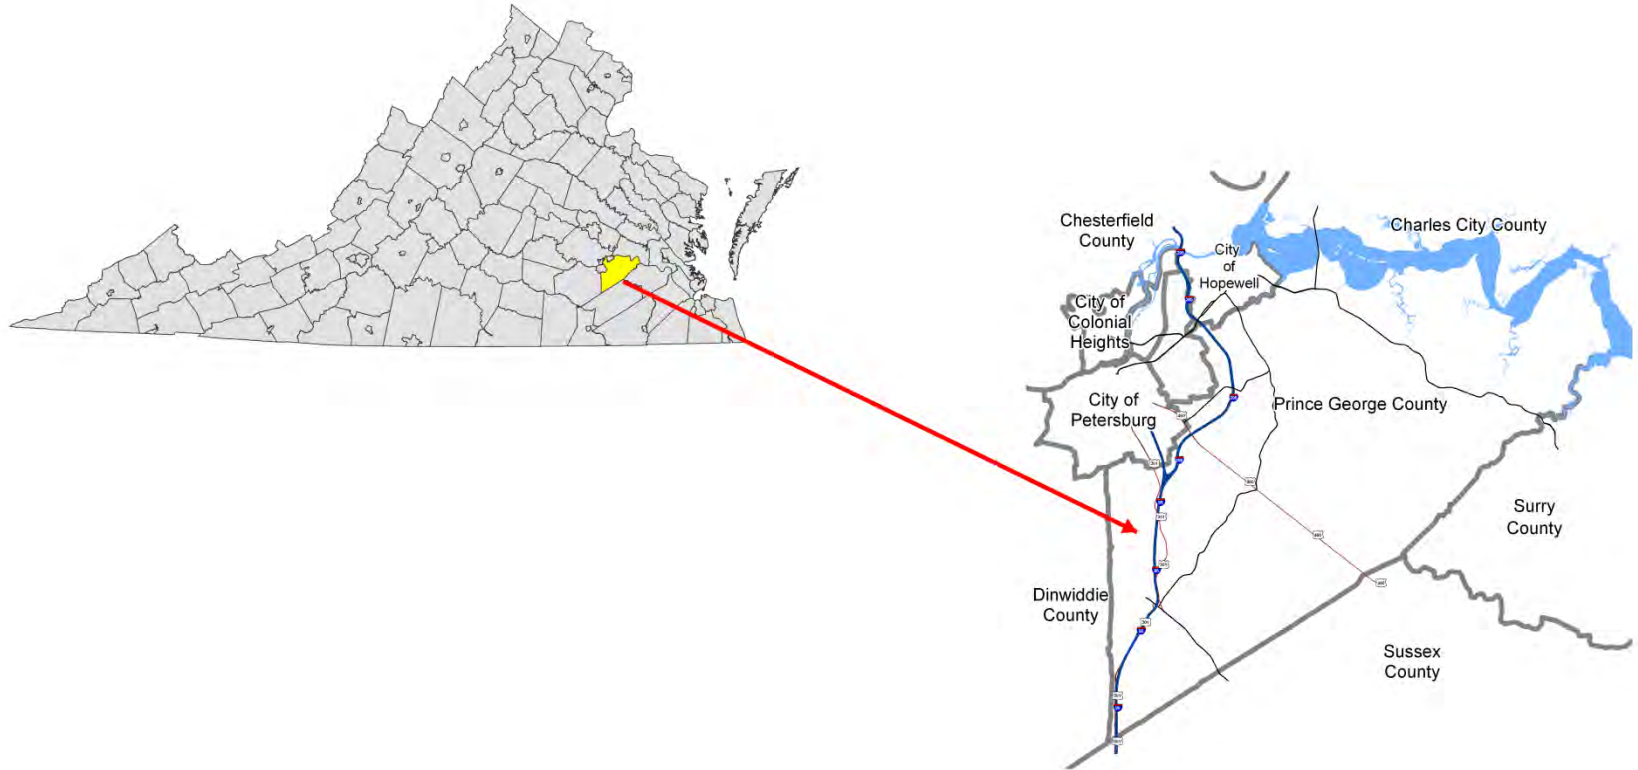 Chesterfield
County
Charles City County
City
of
Hopewell
City of
Colonial
Heights
City of
Petersburg
Prince George County
Surry
County
Dinwiddie
County
Sussex
County